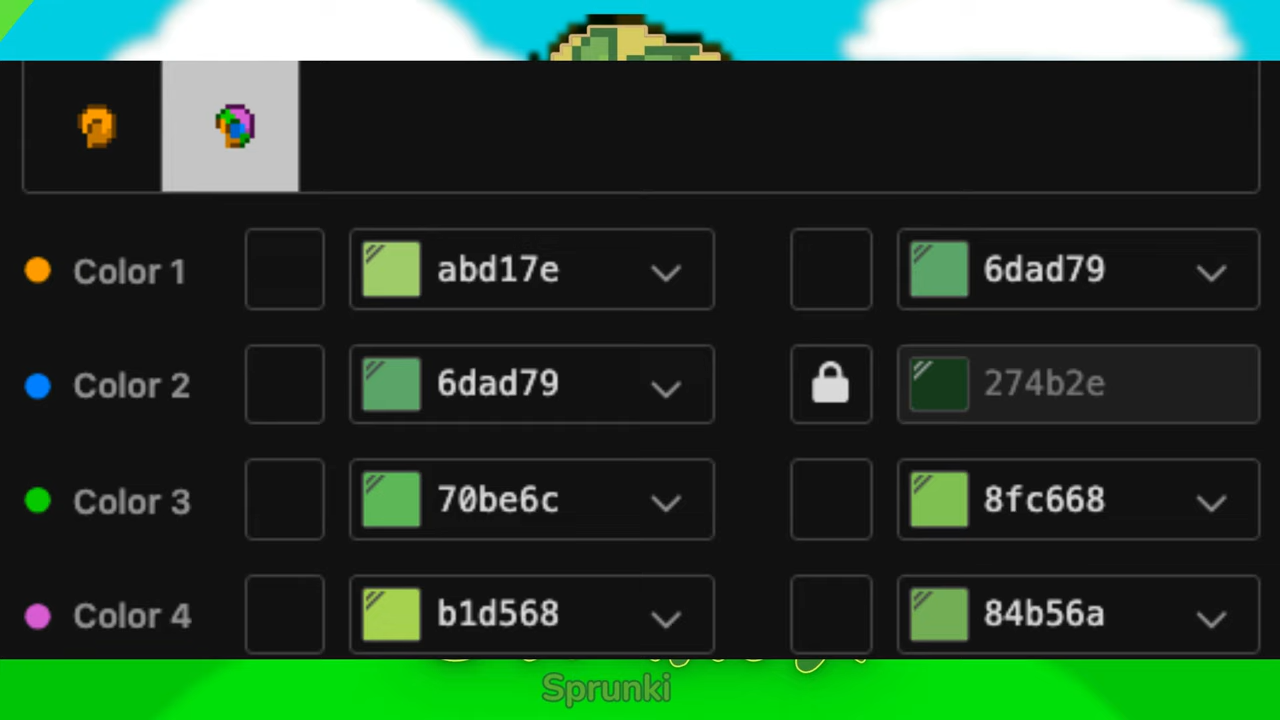 Color 1 abd17e 6dad79
Color 2 6dad79 274b2e
Color 3 70be6c 8fc668
Color 4 b1d568 84b56a
Sprunki